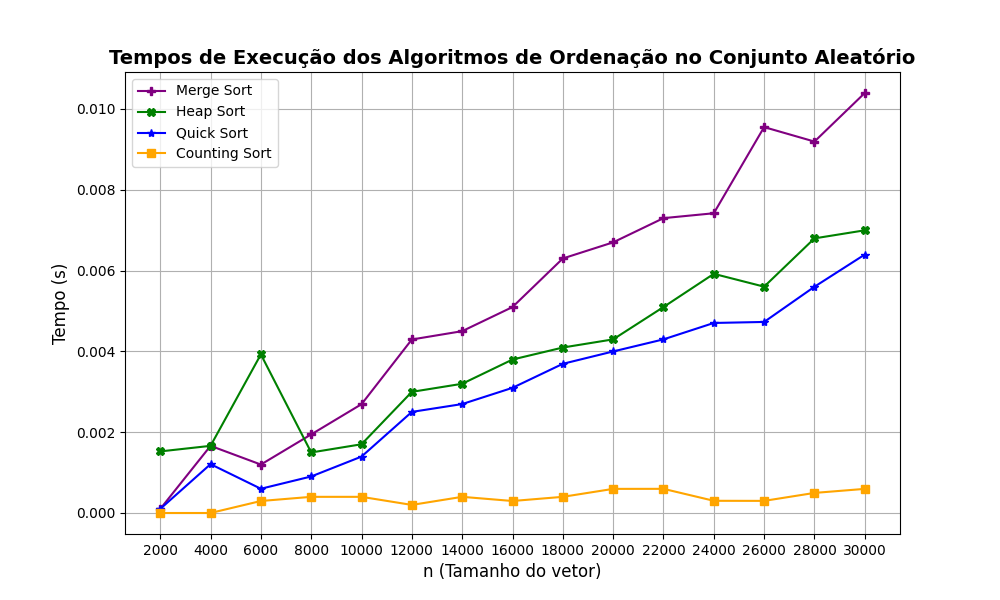 Tempos de Execução dos Algoritmos de Ordenação no Conjunto Aleatório
Merge Sort
Heap Sort
Quick Sort
Counting Sort
Tempo (s)
0.010
0.008
0.006
0.004
0.002
0.000
2000 4000 6000 8000 10000 12000 14000 16000 18000 20000 22000 24000 26000 28000 30000
n (Tamanho do vetor)